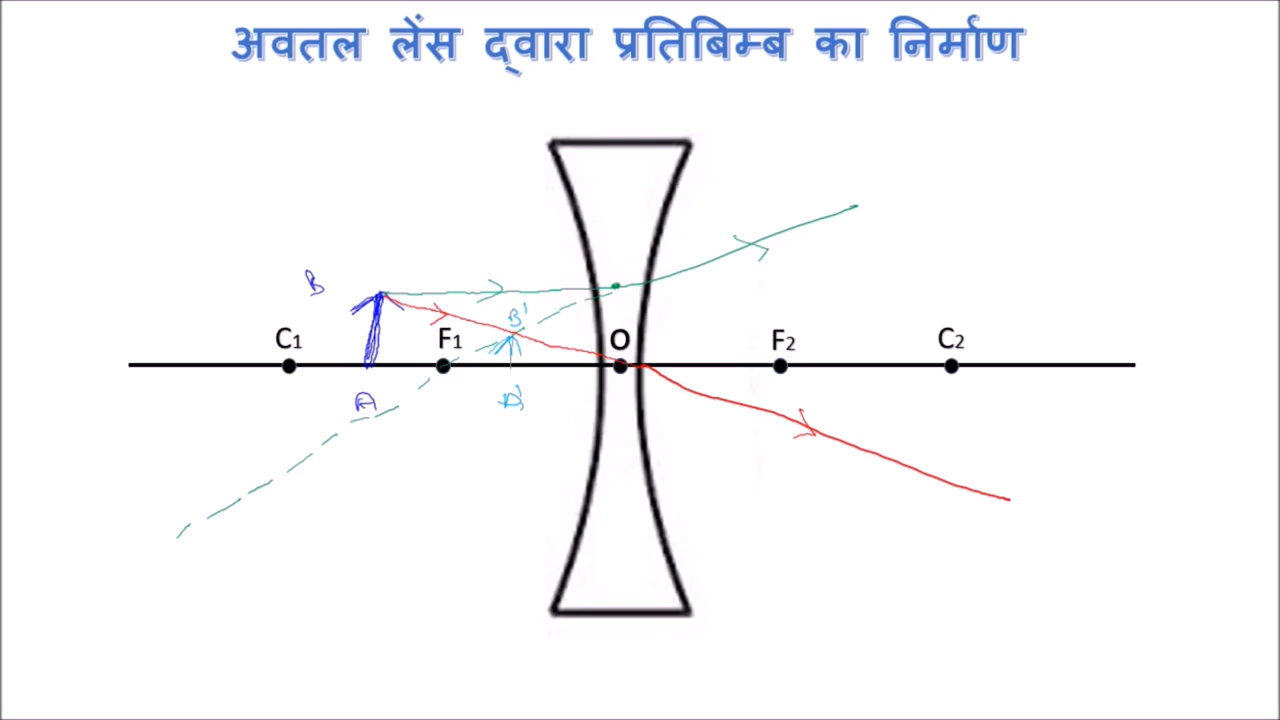 अवतल लेंस द्वारा प्रतिबिम्ब का निर्माण
B
B'
C₁ F₁ O F₂ C₂
A A'